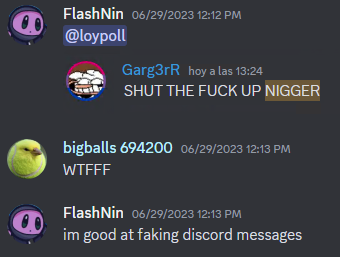 FlashNin 06/29/2023 12:12 PM
@loypoll
Garg3rR hoy a las 13:24
SHUT THE FUCK UP NIGGER
bigballs 694200 06/29/2023 12:13 PM
WTFFF
FlashNin 06/29/2023 12:13 PM
im good at faking discord messages